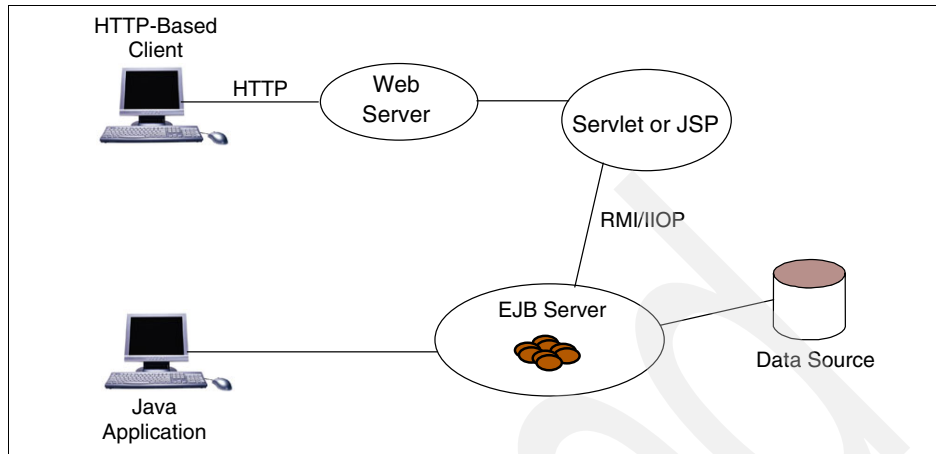 HTTP-Based
Client
HTTP
Web
Server
Servlet or JSP
RMI/IIOP
EJB Server
Data Source
Java
Application